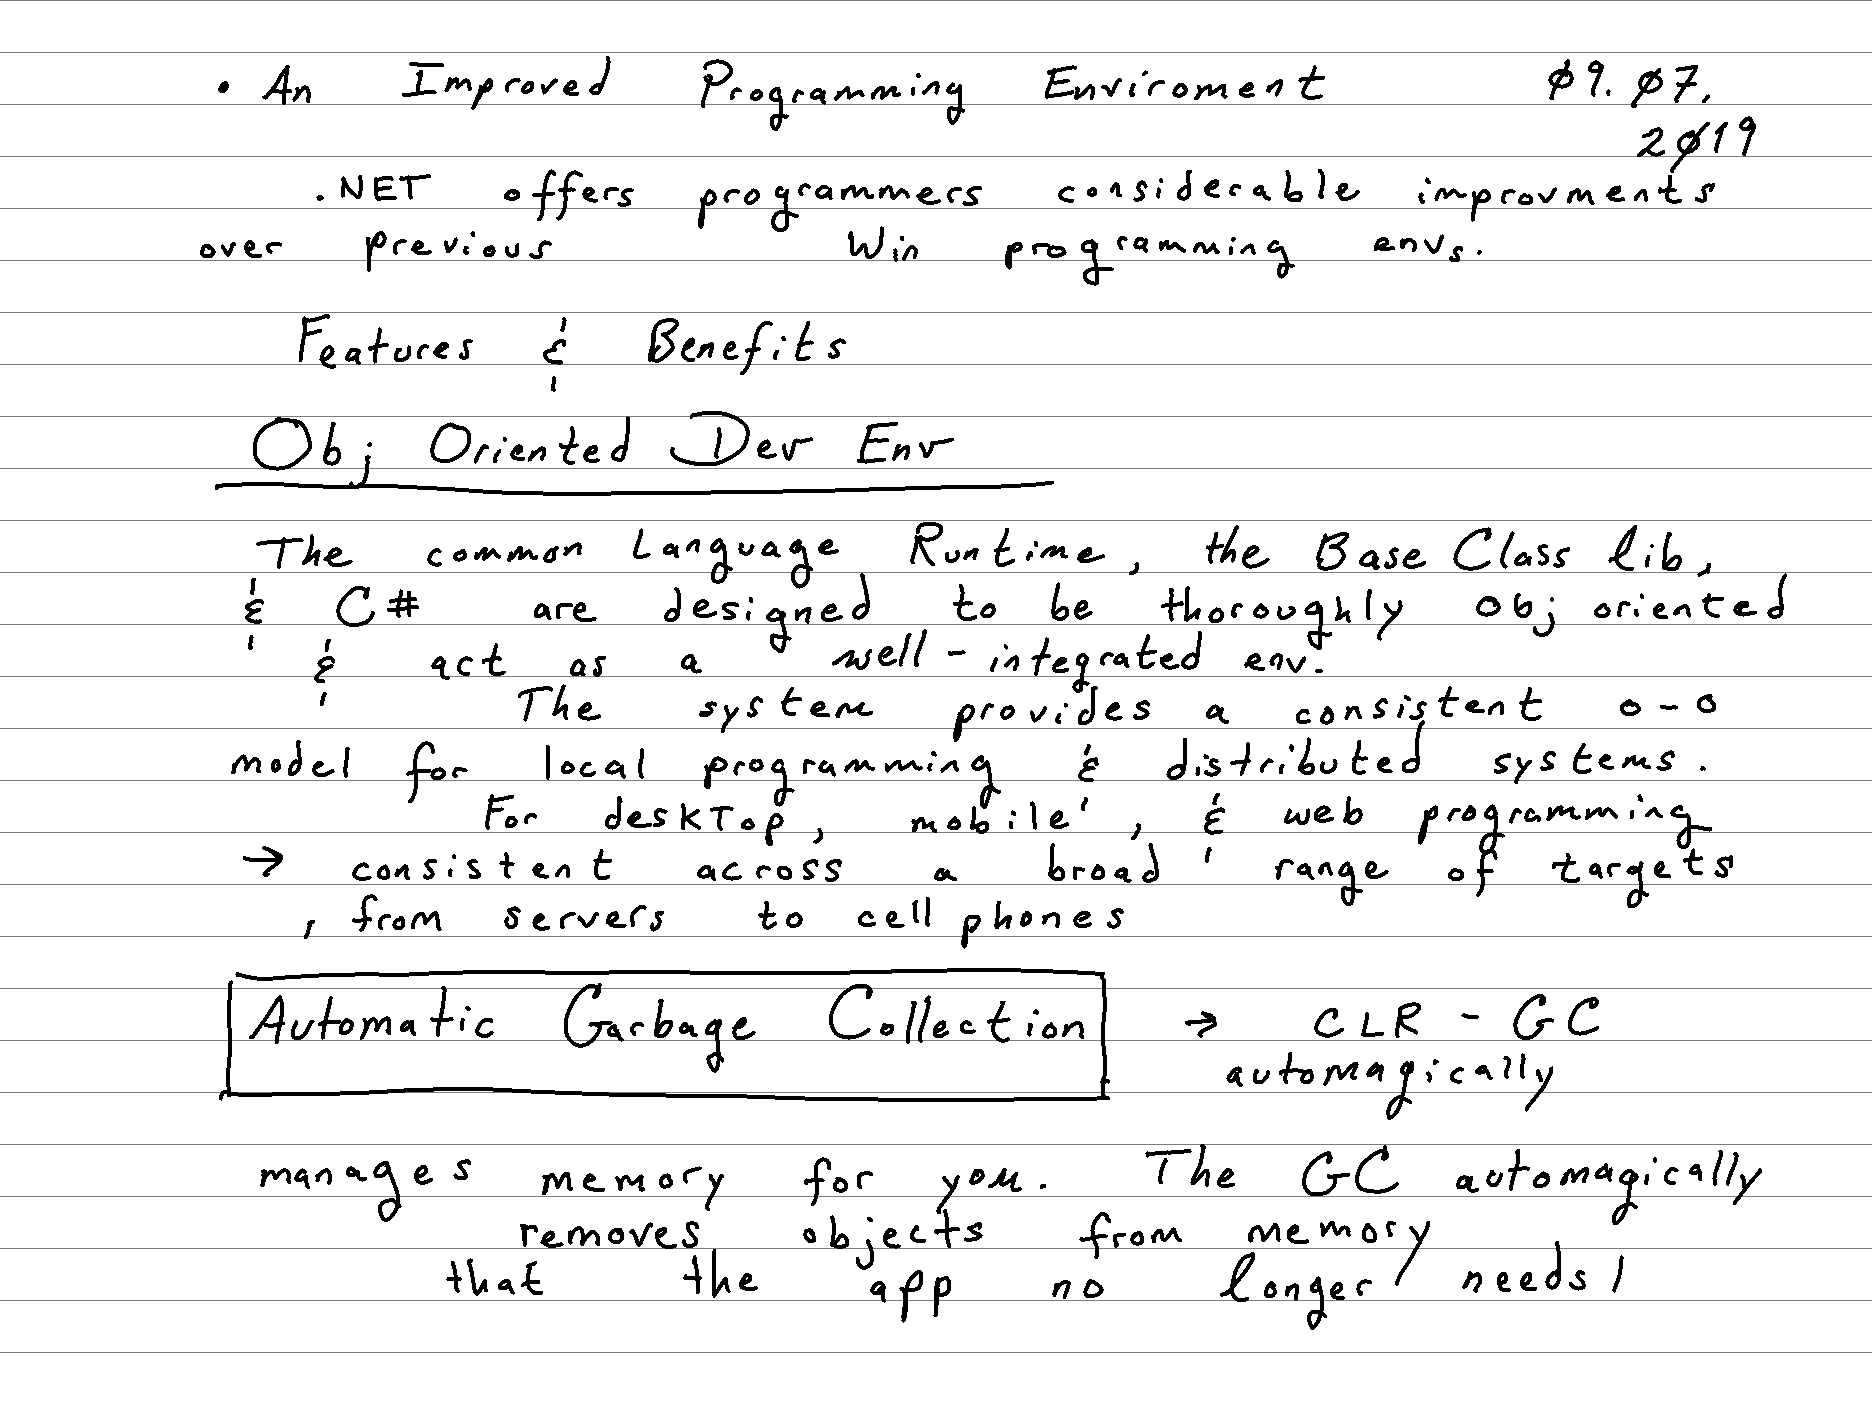 • An Improved Programming Enviroment 09.07,
2019
.NET offers programmers considerable improvments
over previous Win programming envs.
Features & Benefits
Obj Oriented Dev Env
The common Language Runtime, the Base Class lib,
& C# are designed to be thoroughly obj oriented
& act as a well-integrated env.
The system provides a consistent o-o
model for local programming & distributed systems.
For deskTop, mobile, & web programming
→ consistent across a broad range of targets
, from servers to cell phones
Automatic Garbage Collection → CLR - GC
automagically
manages memory for you. The GC automagically
removes objects from memory
that the app no longer needs!